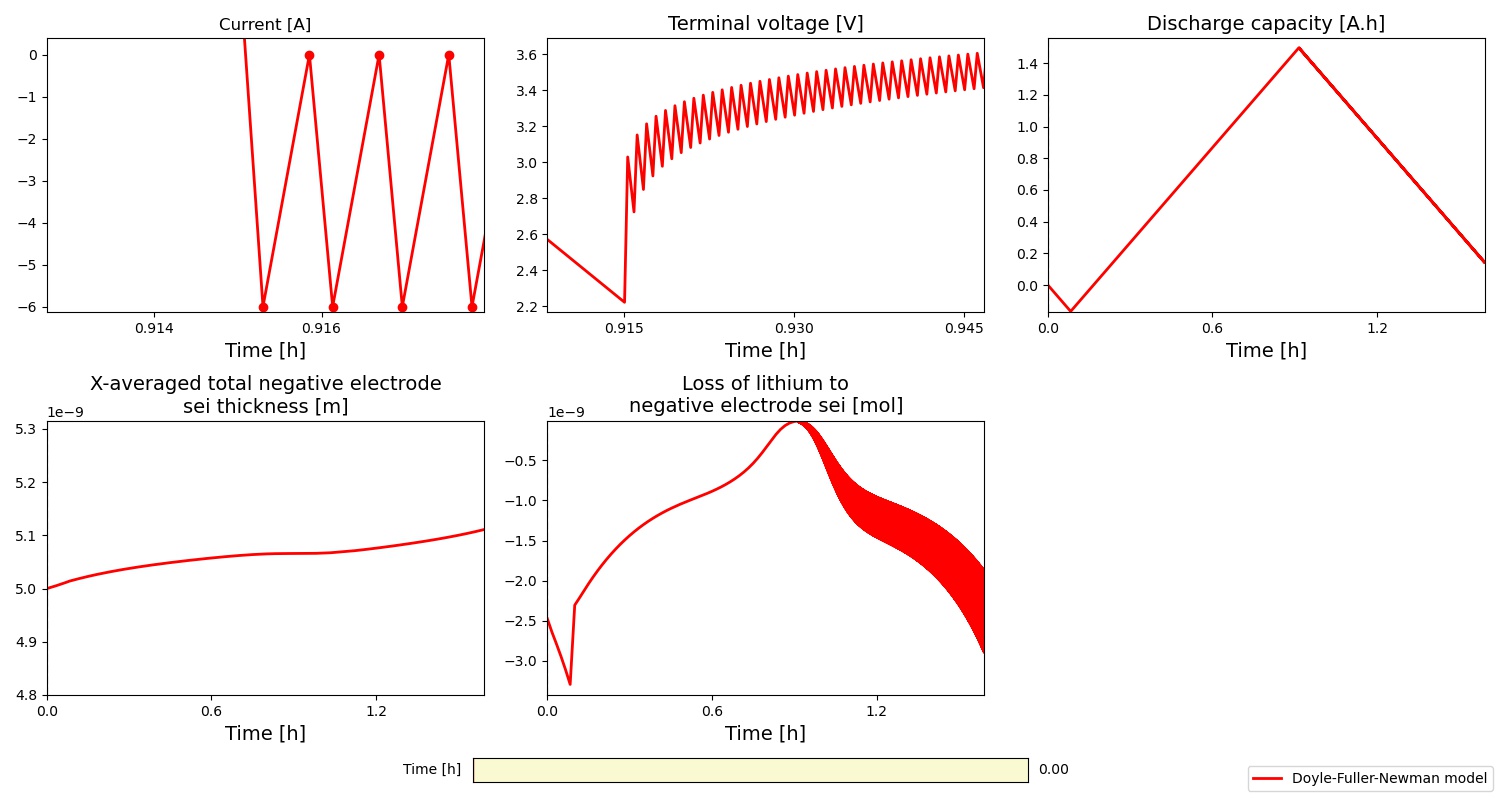 Current [A]
0
−1
−2
−3
−4
−5
−6
0.914 0.916
Time [h]
Terminal voltage [V]
3.6
3.4
3.2
3.0
2.8
2.6
2.4
2.2
0.915 0.930 0.945
Time [h]
Discharge capacity [A.h]
1.4
1.2
1.0
0.8
0.6
0.4
0.2
0.0
0.0 0.6 1.2
Time [h]
X-averaged total negative electrode
sei thickness [m]
1e−9
5.3
5.2
5.1
5.0
4.9
4.8
0.0 0.6 1.2
Time [h]
Loss of lithium to
negative electrode sei [mol]
1e−9
−0.5
−1.0
−1.5
−2.0
−2.5
−3.0
0.0 0.6 1.2
Time [h]
Time [h] 0.00
Doyle-Fuller-Newman model